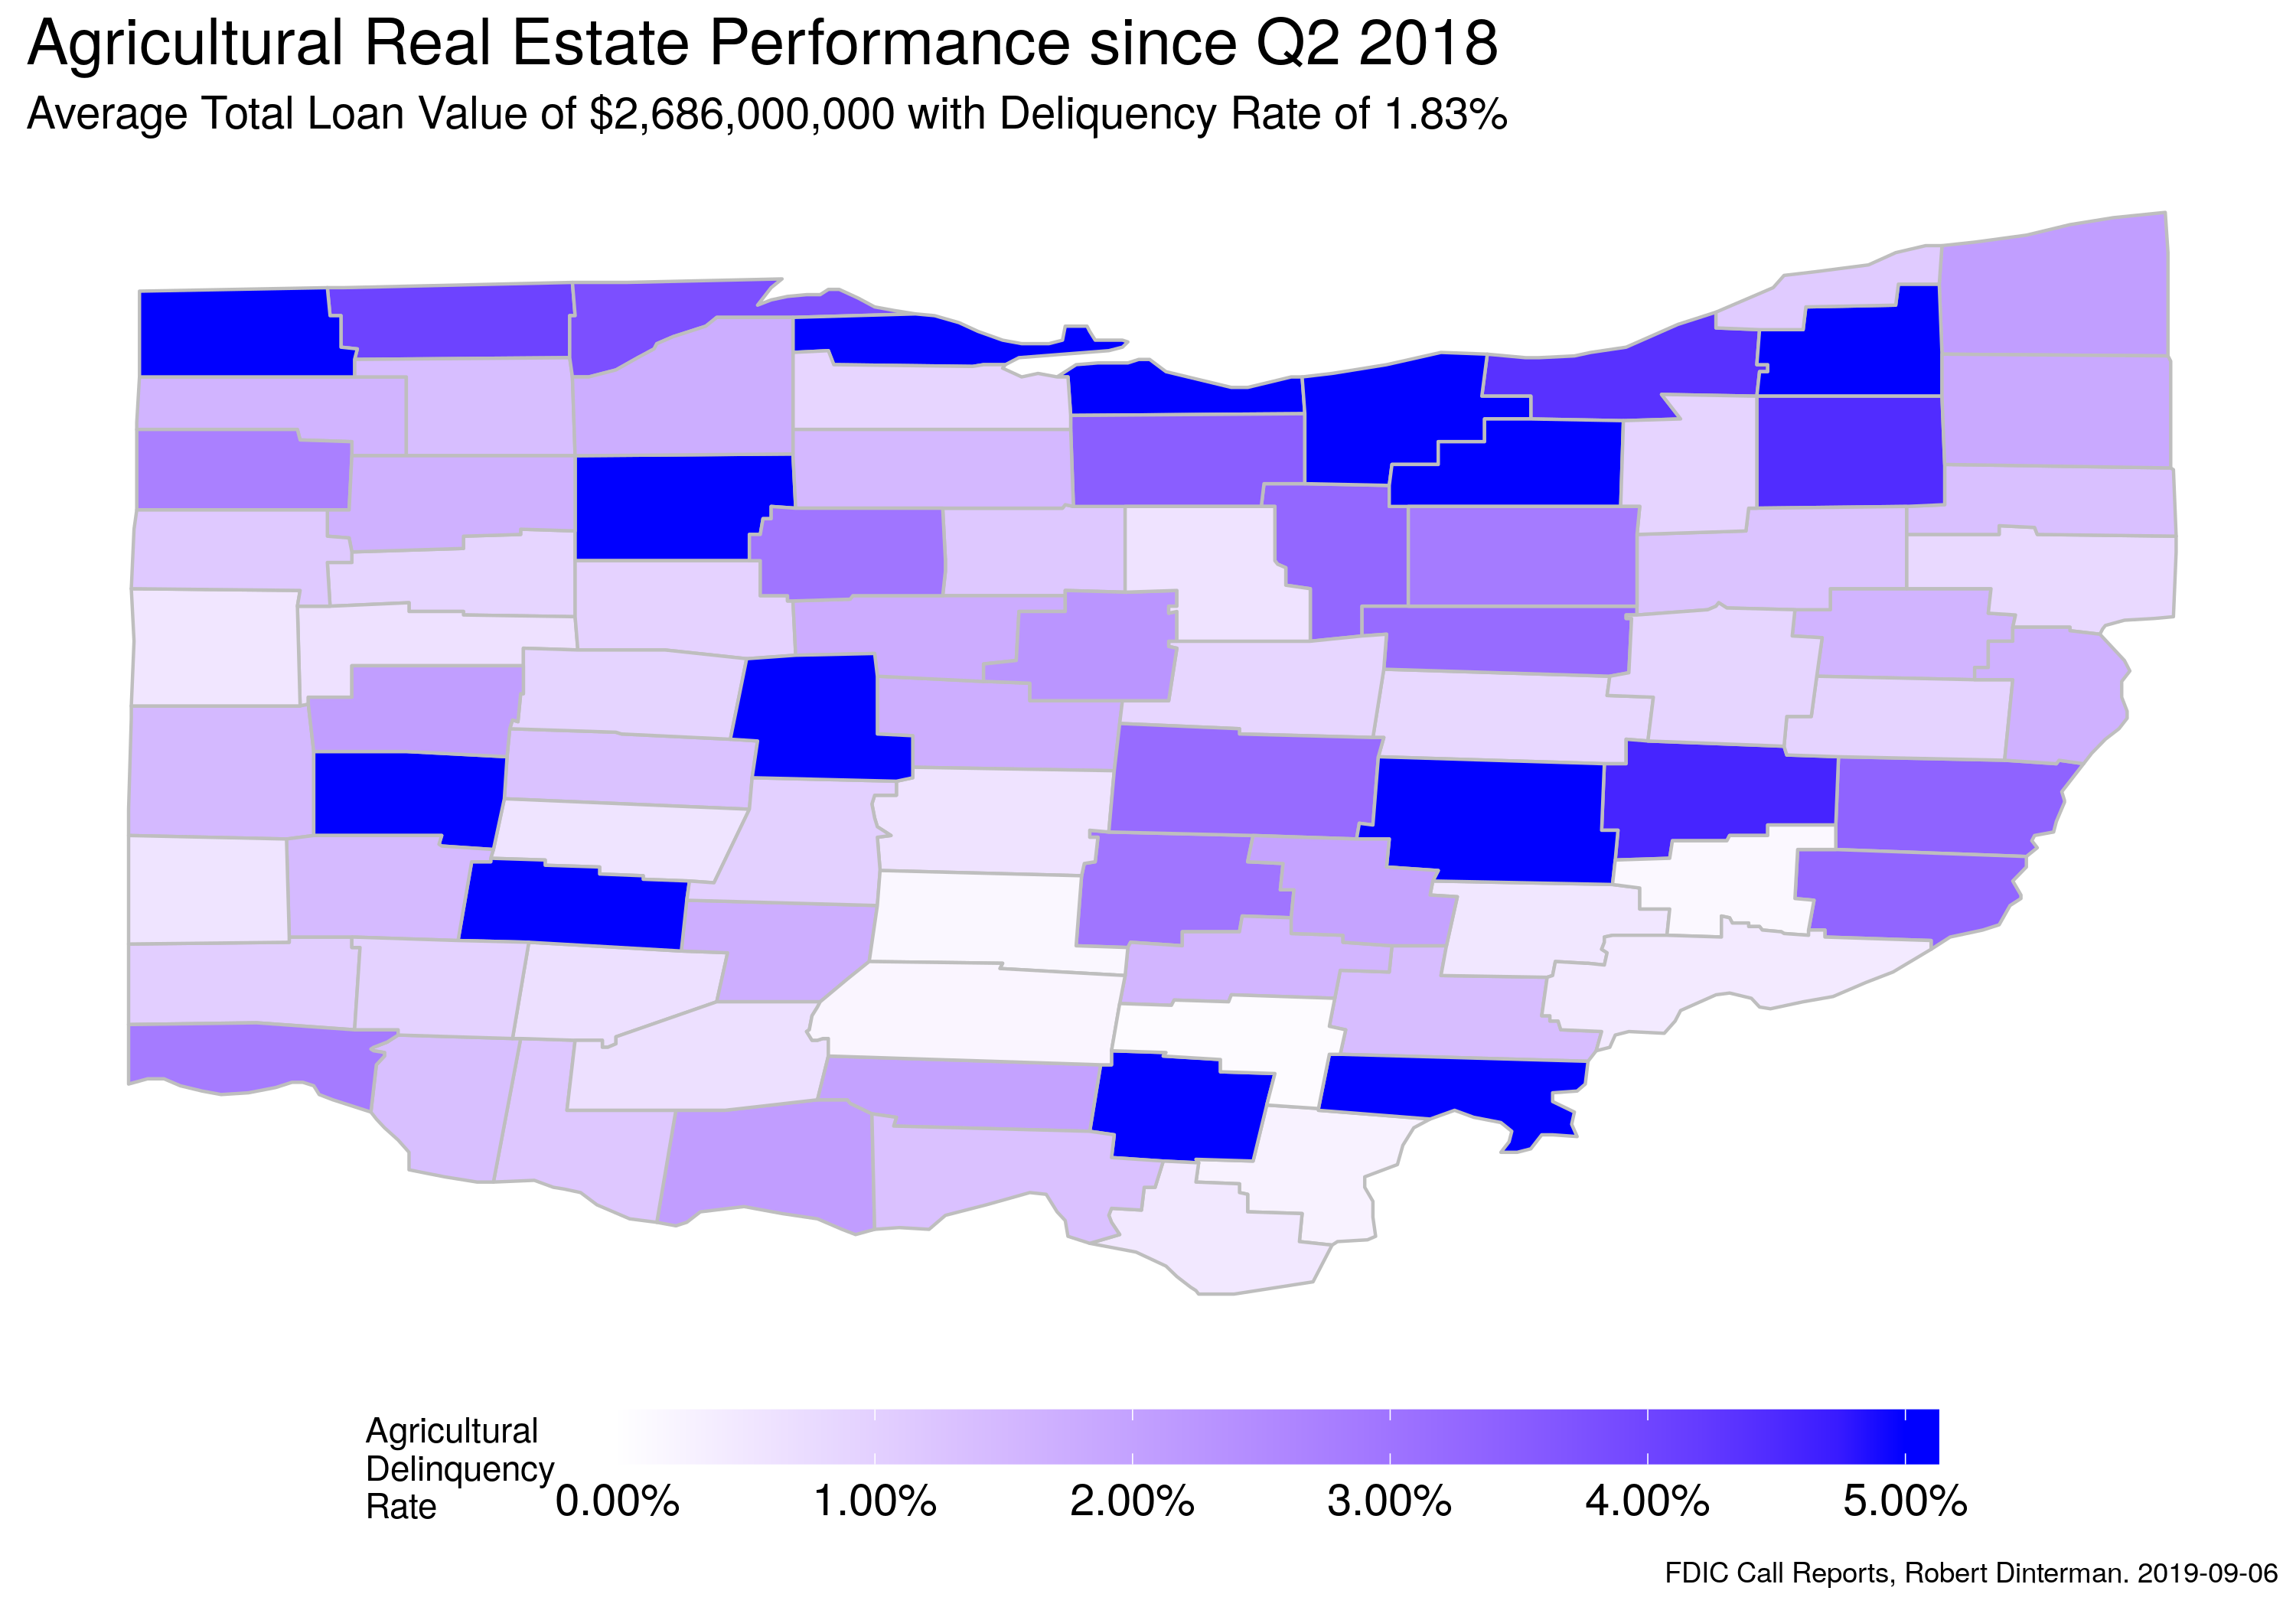 Agricultural Real Estate Performance since Q2 2018
Average Total Loan Value of $2,686,000,000 with Deliquency Rate of 1.83%
Agricultural
Delinquency
Rate
0.00% 1.00% 2.00% 3.00% 4.00% 5.00%
FDIC Call Reports, Robert Dinterman. 2019-09-06